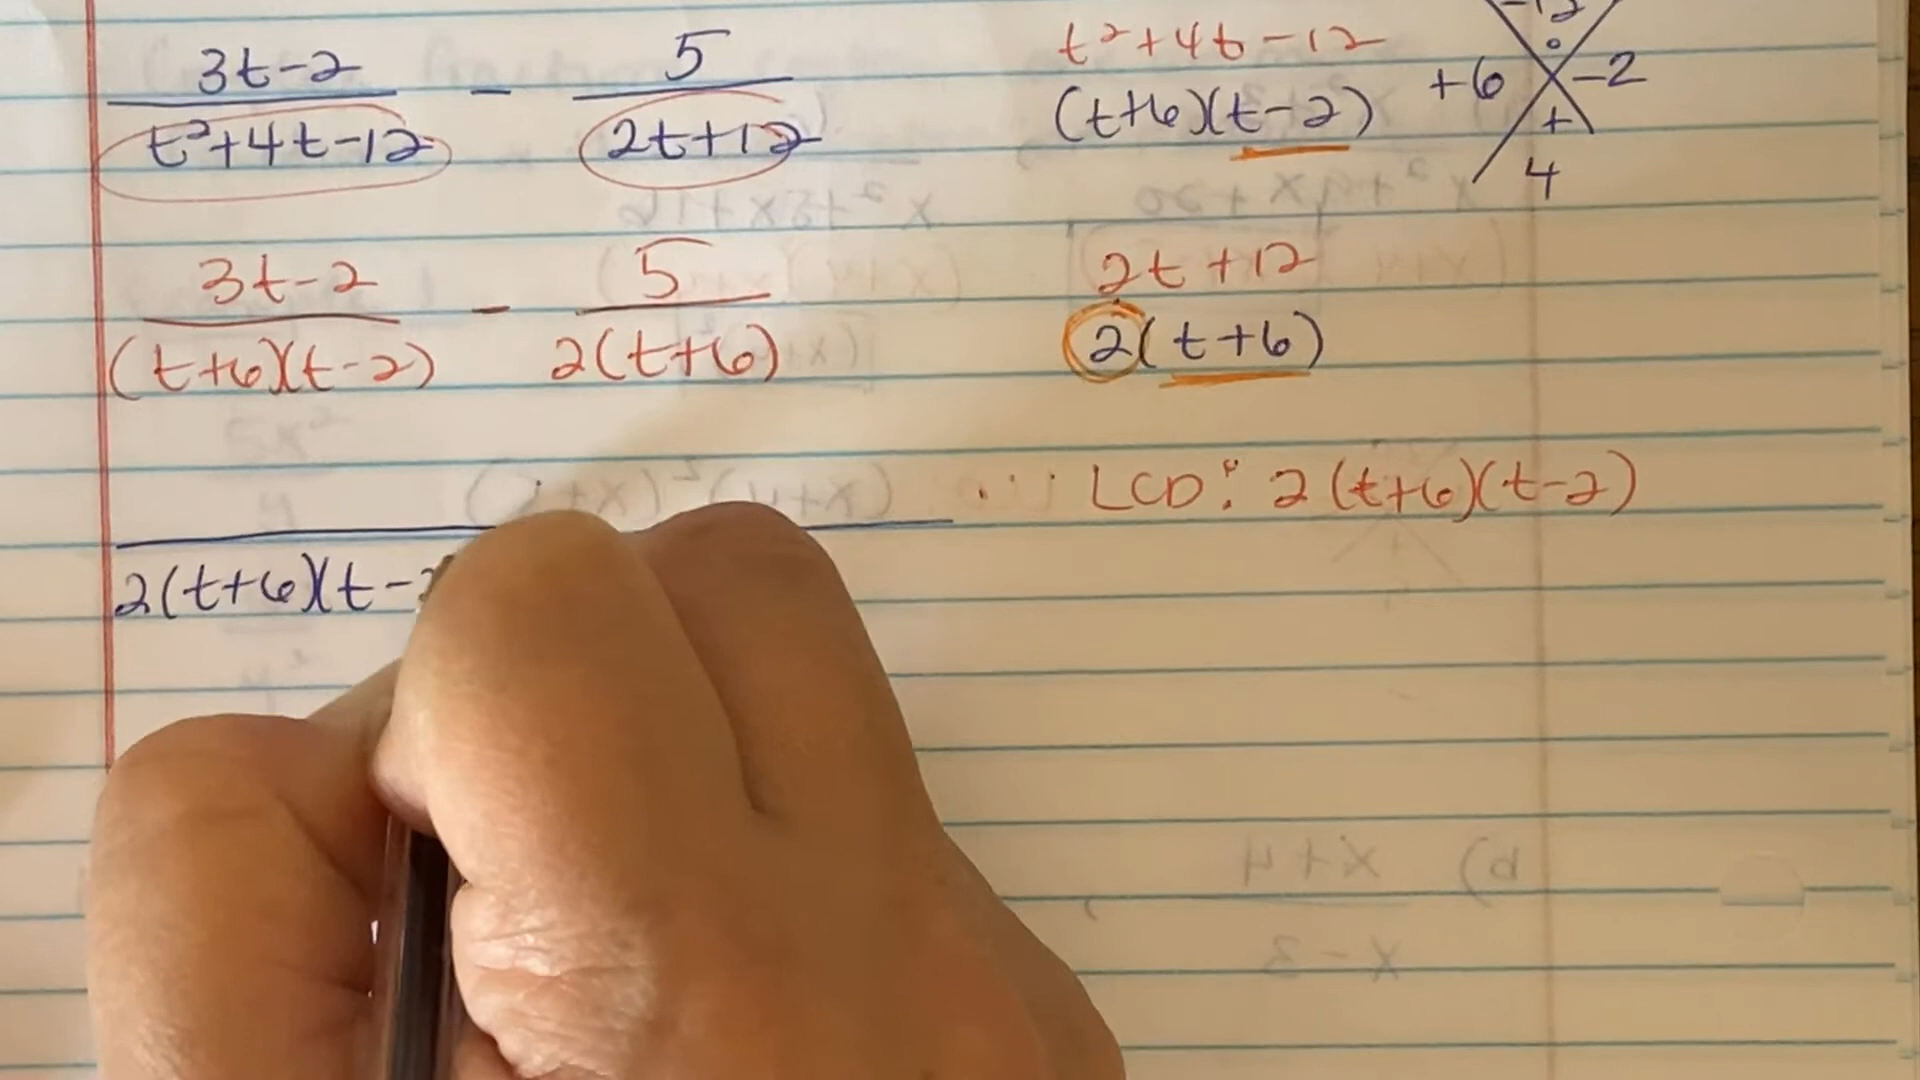 3t-2 / t²+4t-12 - 5 / 2t+12
t²+4t-12
(t+6)(t-2)
-12
+6 -2
+
4
3t-2 / (t+6)(t-2) - 5 / 2(t+6)
2t+12
2(t+6)
∴ LCD: 2(t+6)(t-2)
2(t+6)(t-